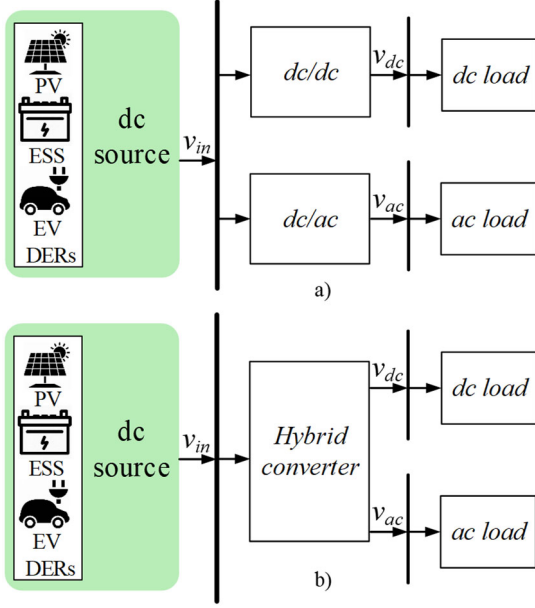 PV
ESS
EV
DERs
dc
source
v_in
dc/dc
v_dc
dc load
dc/ac
v_ac
ac load
a)
PV
ESS
EV
DERs
dc
source
v_in
Hybrid
converter
v_dc
dc load
v_ac
ac load
b)